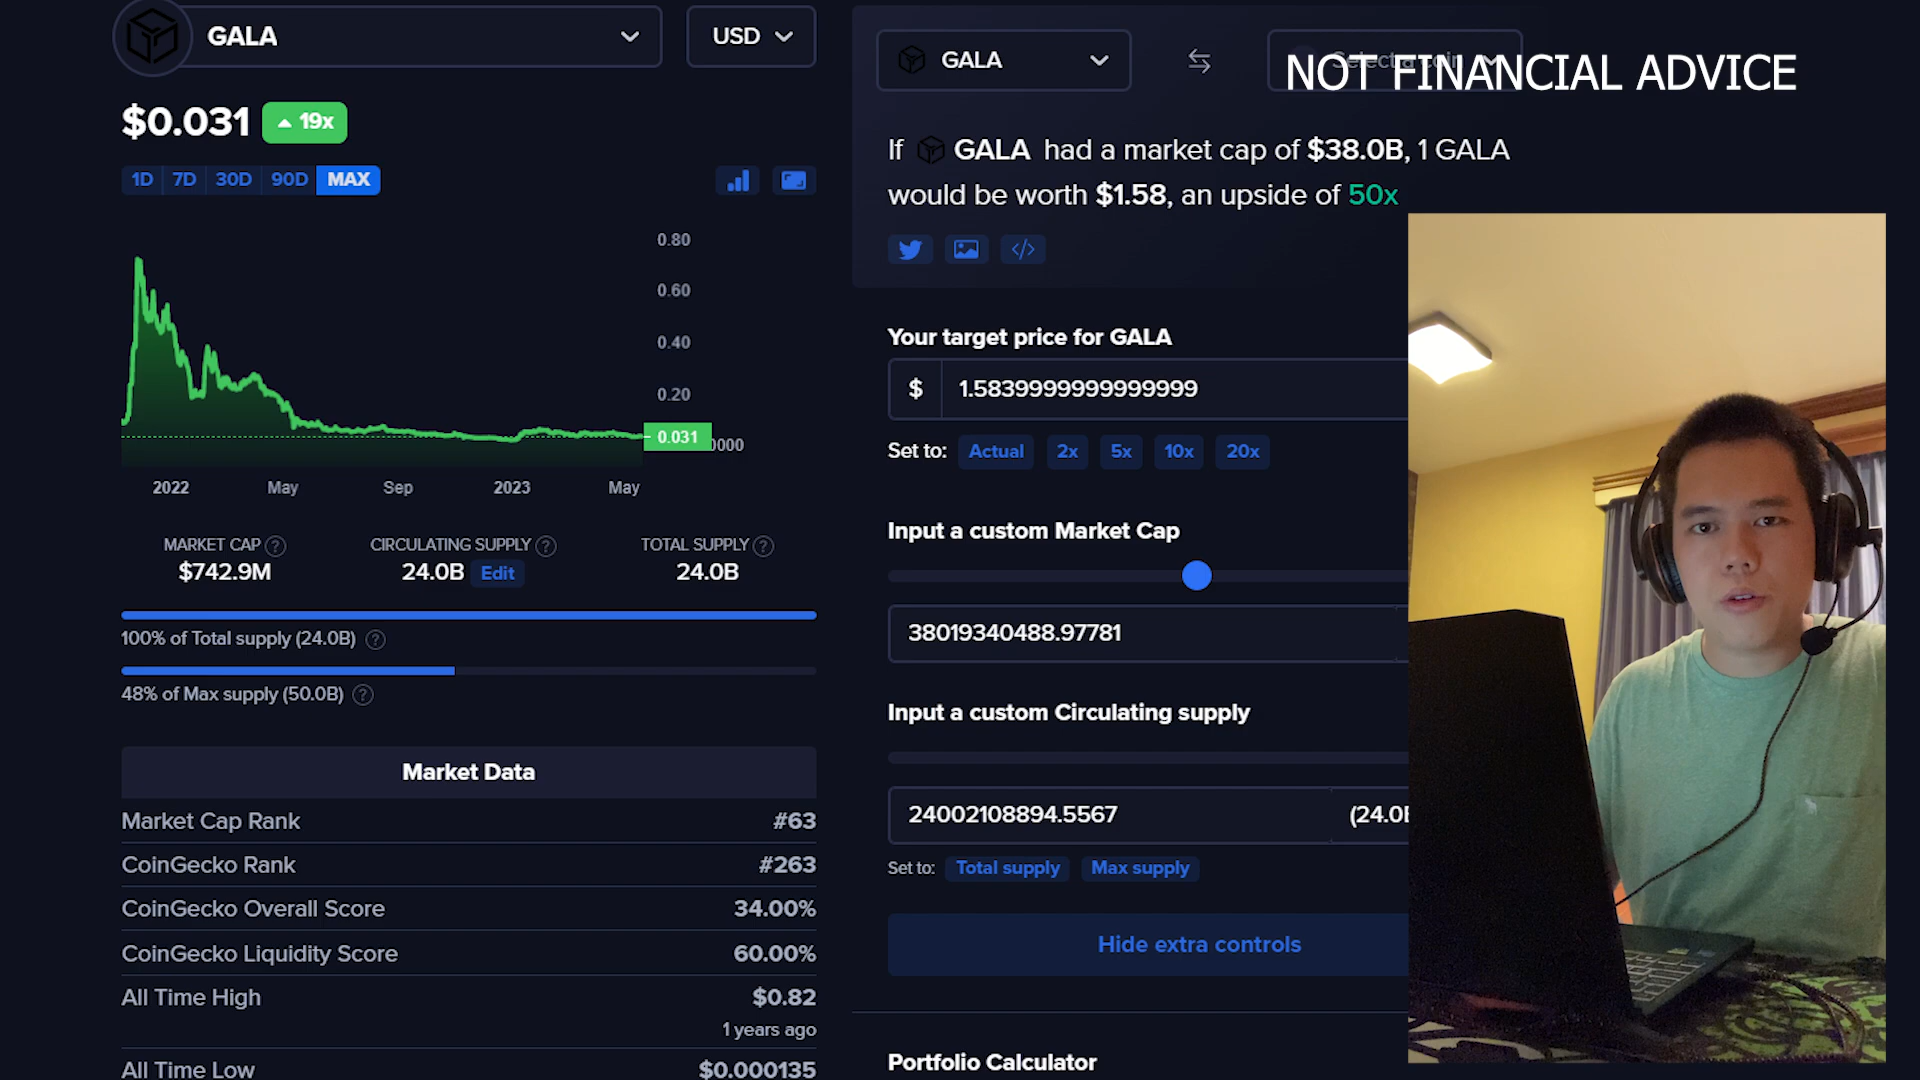 GALA
USD
$0.031
19x
1D 7D 30D 90D MAX
0.80
0.60
0.40
0.20
0.031
0000
2022 May Sep 2023 May
MARKET CAP ?
$742.9M
CIRCULATING SUPPLY ?
24.0B Edit
TOTAL SUPPLY ?
24.0B
100% of Total supply (24.0B) ?
48% of Max supply (50.0B) ?
Market Data
Market Cap Rank #63
CoinGecko Rank #263
CoinGecko Overall Score 34.00%
CoinGecko Liquidity Score 60.00%
All Time High $0.82
1 years ago
All Time Low $0.000135
GALA
NOT FINANCIAL ADVICE
If GALA had a market cap of $38.0B, 1 GALA
would be worth $1.58, an upside of 50x
</>
Your target price for GALA
$ 1.5839999999999999
Set to: Actual 2x 5x 10x 20x
Input a custom Market Cap
38019340488.97781
Input a custom Circulating supply
24002108894.5567 (24.0B
Set to: Total supply Max supply
Hide extra controls
Portfolio Calculator